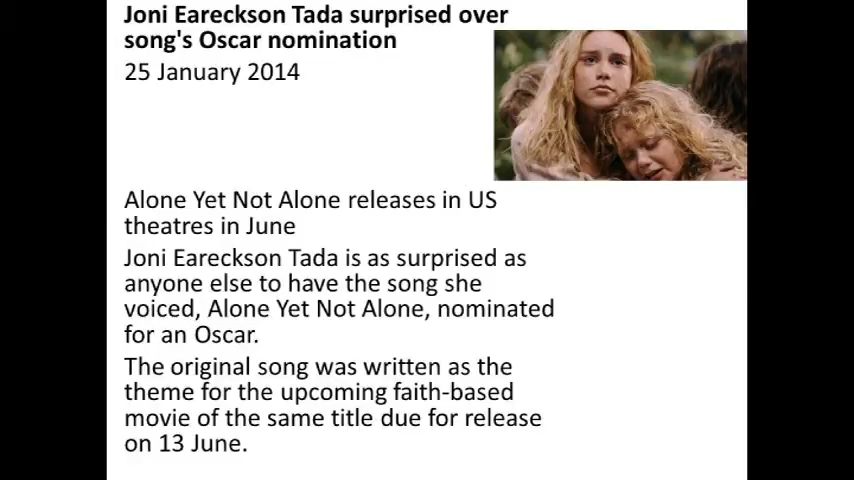 Joni Eareckson Tada surprised over
song's Oscar nomination
25 January 2014
Alone Yet Not Alone releases in US
theatres in June
Joni Eareckson Tada is as surprised as
anyone else to have the song she
voiced, Alone Yet Not Alone, nominated
for an Oscar.
The original song was written as the
theme for the upcoming faith-based
movie of the same title due for release
on 13 June.